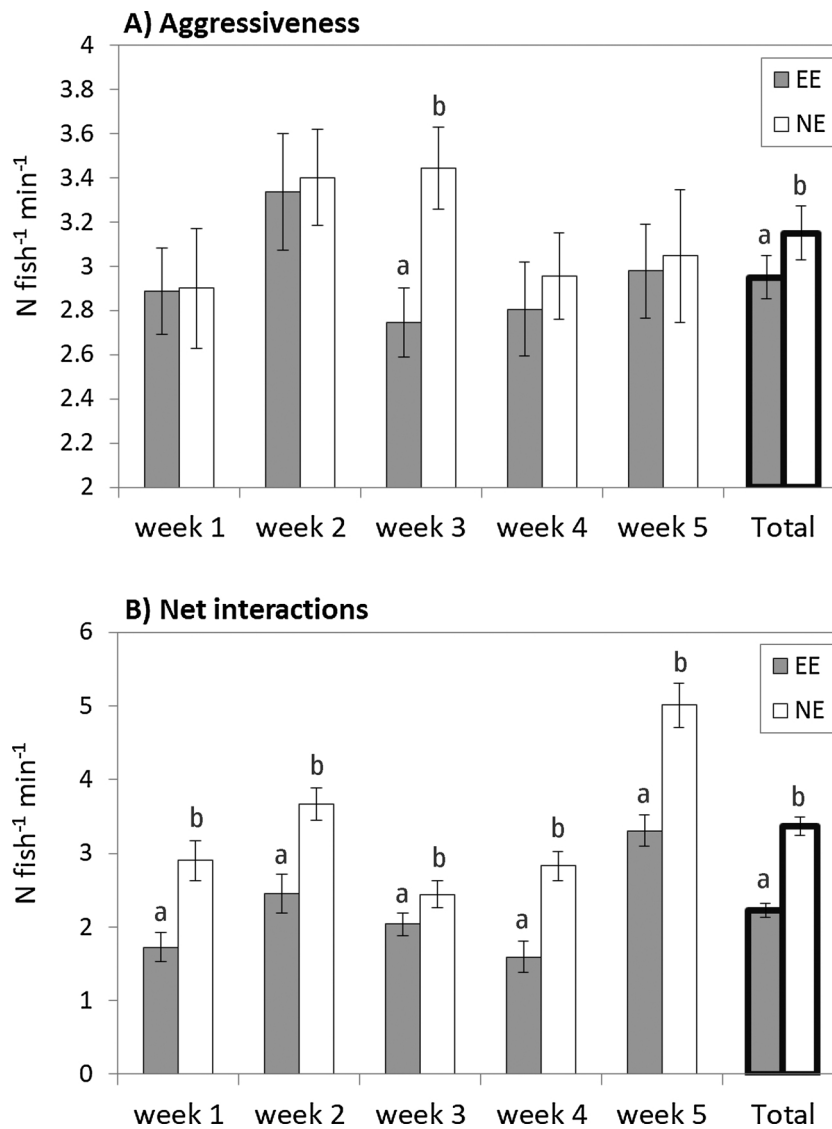 A) Aggressiveness
N fish⁻¹ min⁻¹
4
3.8
3.6
3.4
3.2
3
2.8
2.6
2.4
2.2
2
EE
NE
a
b
a
b
week 1 week 2 week 3 week 4 week 5 Total
B) Net interactions
N fish⁻¹ min⁻¹
6
5
4
3
2
1
0
EE
NE
a
b
a
b
a
b
a
b
a
b
a
b
week 1 week 2 week 3 week 4 week 5 Total